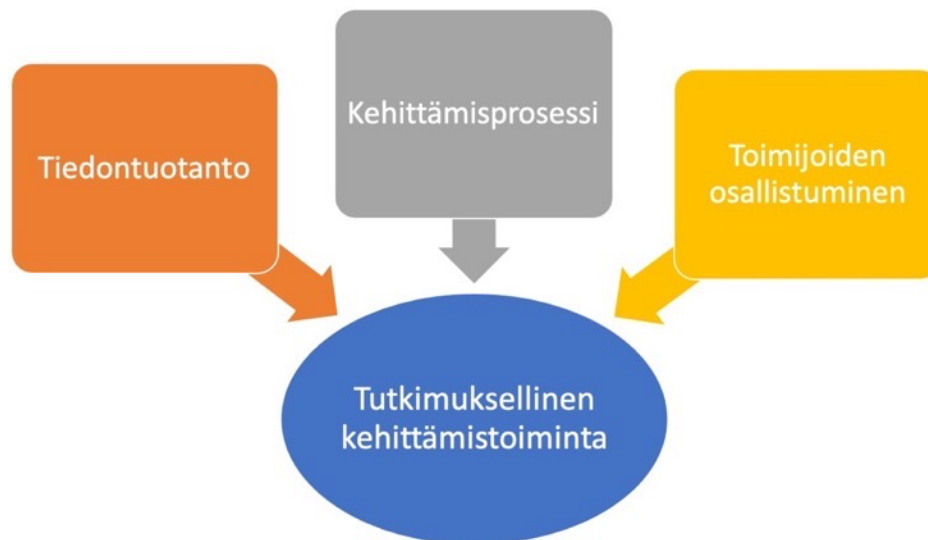 Tiedontuotanto
Kehittämisprosessi
Toimijoiden
osallistuminen
Tutkimuksellinen
kehittämistoiminta